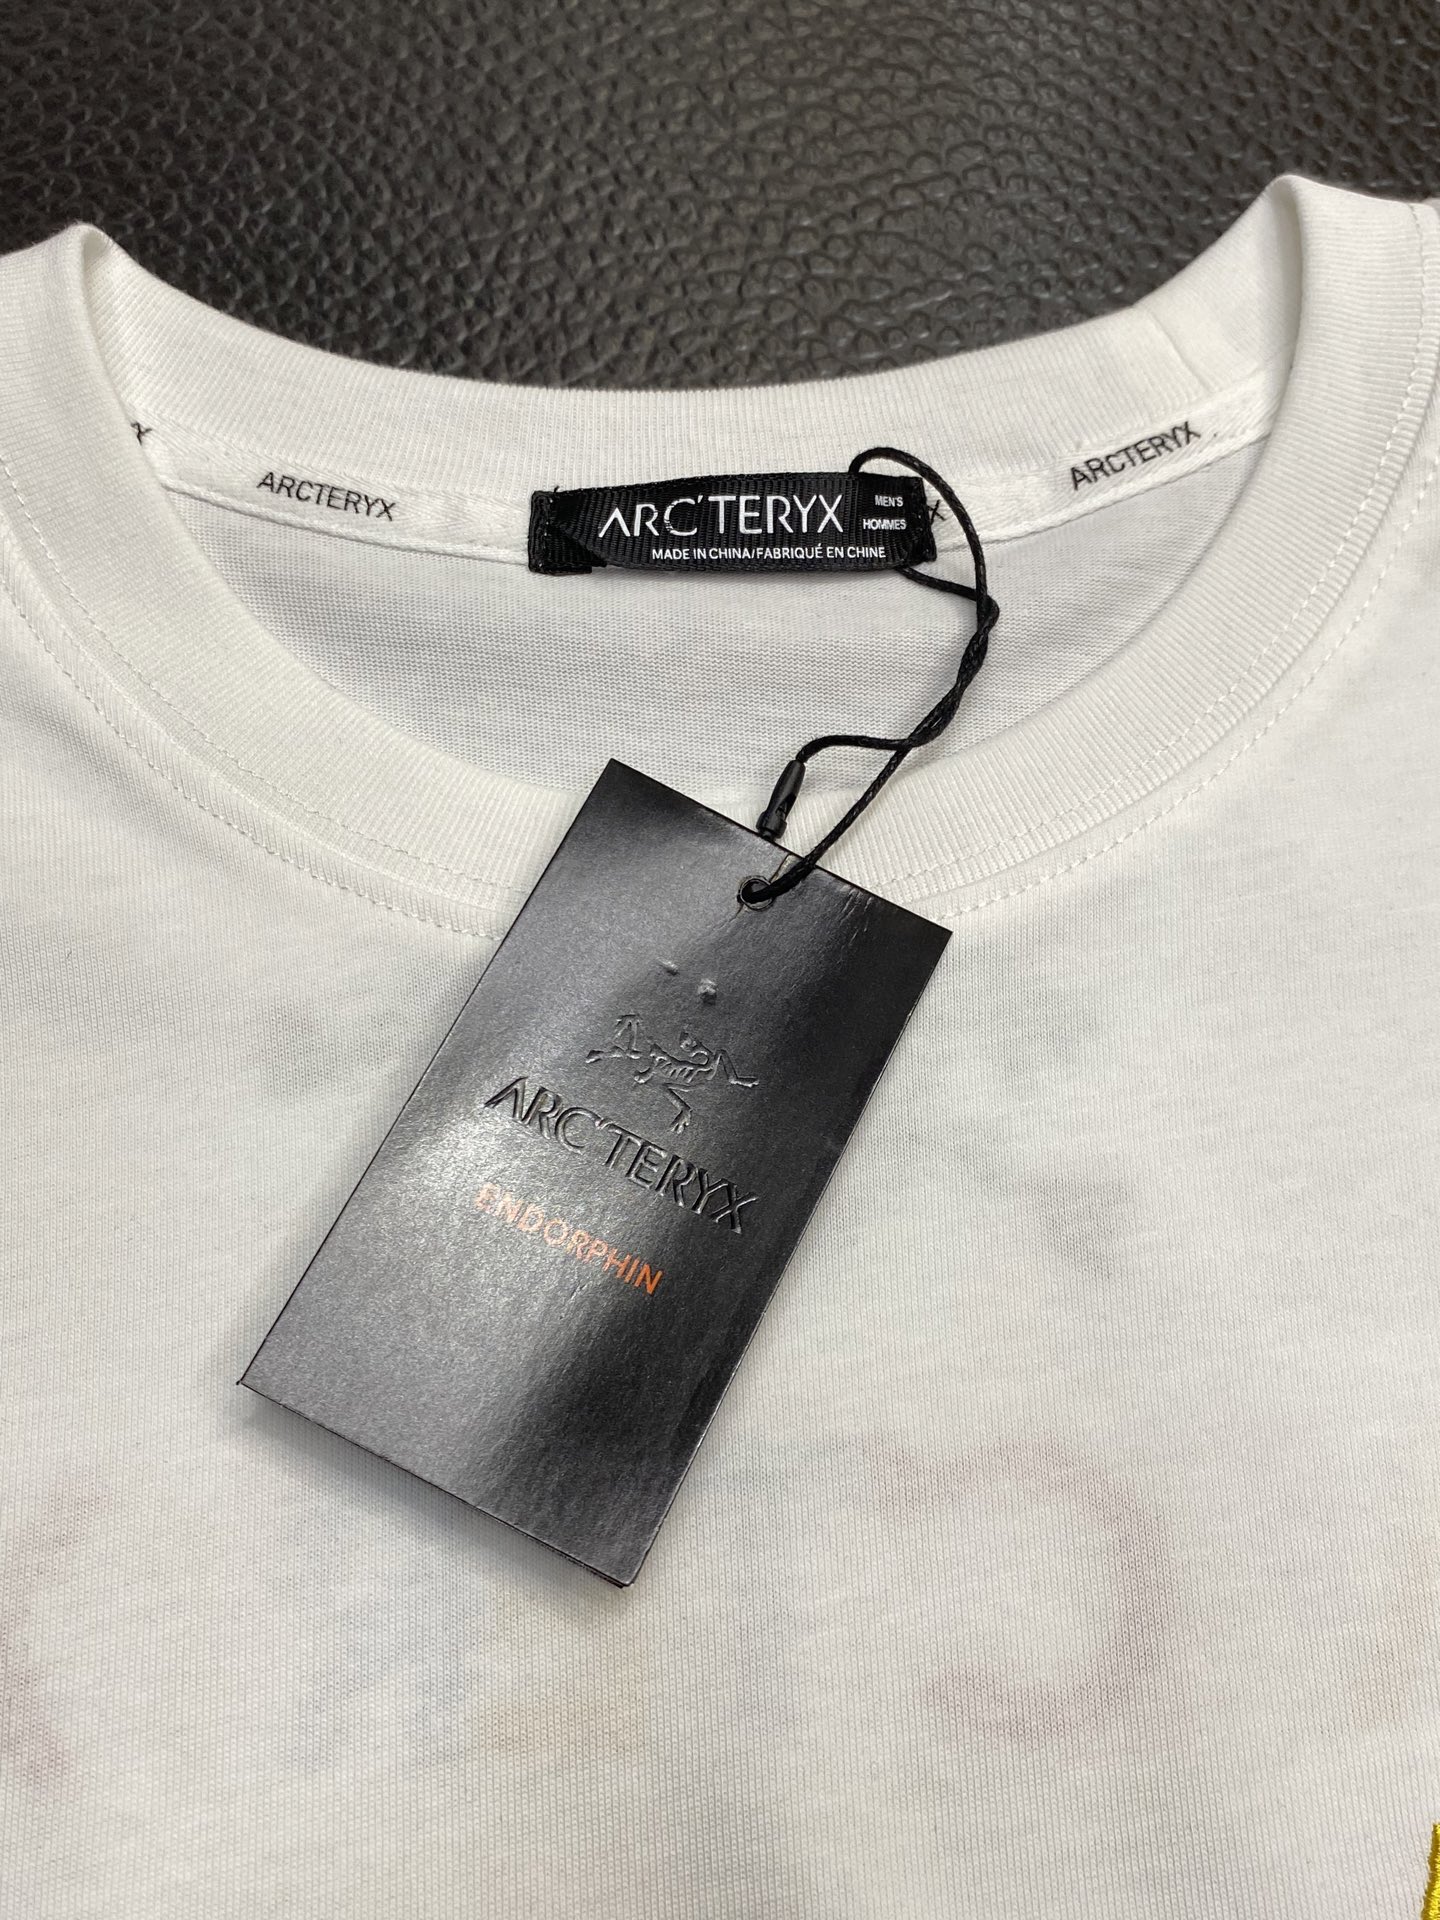 ARCTERYX
ARCTERYX
ARC'TERYX
MEN'S
HOMMES
MADE IN CHINA/FABRIQUÉ EN CHINE
X
ARC'TERYX
ENDORPHIN